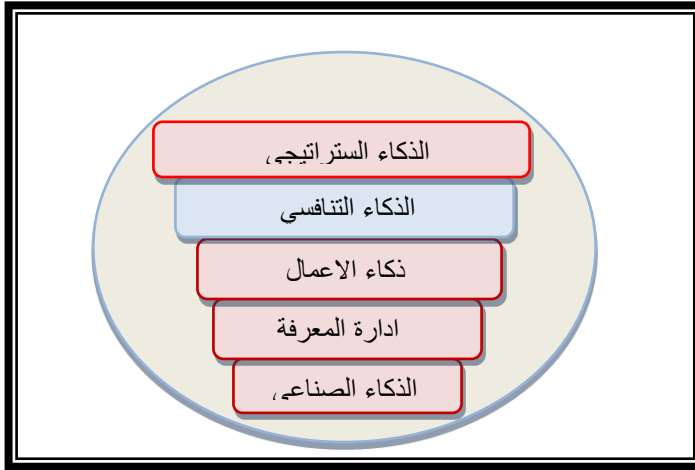 الذكاء الستراتيجي
الذكاء التنافسي
ذكاء الاعمال
ادارة المعرفة
الذكاء الصناعي